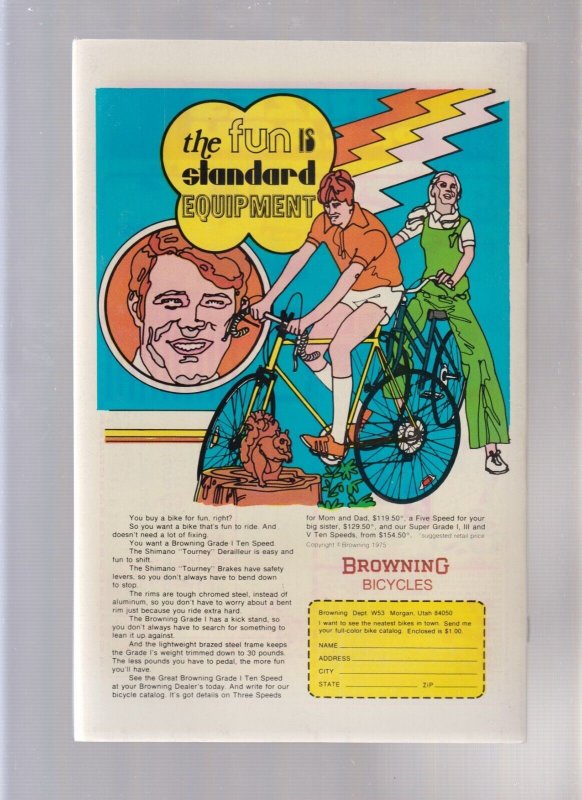 the fun IS
standard
EQUIPMENT
You buy a bike for fun, right?
So you want a bike that's fun to ride. And
doesn't need a lot of fixing.
You want a Browning Grade I Ten Speed.
The Shimano "Tourney" Derailleur is easy and
fun to shift.
The Shimano "Tourney" Brakes have safety
levers, so you don't always have to bend down
to stop.
The rims are tough chromed steel, instead of
aluminum, so you don't have to worry about a bent
rim just because you ride extra hard.
The Browning Grade I has a kick stand, so
you don't always have to search for something to
lean it up against.
And the lightweight brazed steel frame keeps
the Grade I's weight trimmed down to 30 pounds.
The less pounds you have to pedal, the more fun
you'll have.
See the Great Browning Grade I Ten Speed
at your Browning Dealer's today. And write for our
bicycle catalog. It's got details on Three Speeds
for Mom and Dad, $119.50*, a Five Speed for your
big sister, $129.50*, and our Super Grade I, III and
V Ten Speeds, from $154.50*. *suggested retail price
Copyright © Browning 1975
BROWNING
BICYCLES
Browning Dept. W53 Morgan, Utah 84050
I want to see the neatest bikes in town. Send me
your full-color bike catalog. Enclosed is $1.00.
NAME
ADDRESS
CITY
STATE ZIP